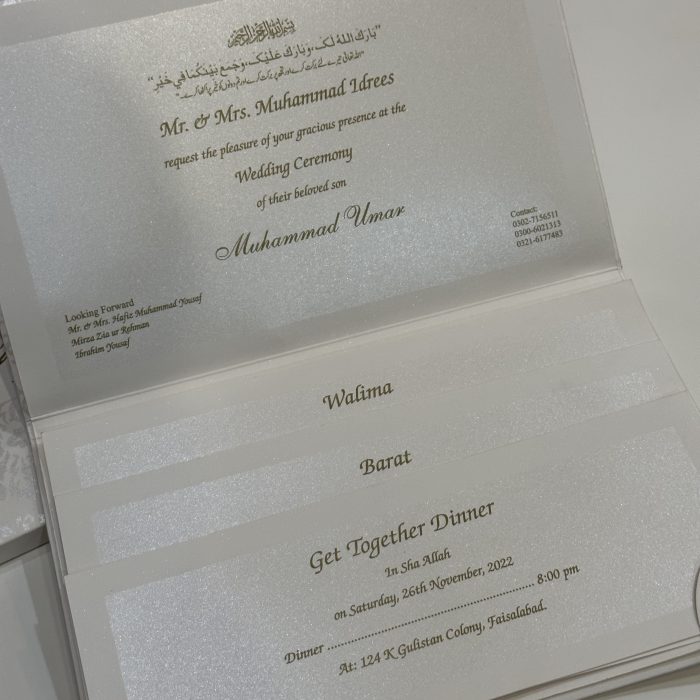 بسم الله الرحمن الرحيم
"بَارَكَ اللهُ لَكَ، وَبَارَكَ عَلَيْكَ، وَجَمَعَ بَيْنَكُمَا فِي خَيْرٍ"
Mr. & Mrs. Muhammad Idrees
request the pleasure of your gracious presence at the
Wedding Ceremony
of their beloved son
Muhammad Umar
Contact:
0302-7156511
0300-6021313
0321-6177483
Looking Forward
Mr. & Mrs. Hafiz Muhammad Yousaf
Mirza Zia ur Rehman
Ibrahim Yousaf
Walima
Barat
Get Together Dinner
In Sha Allah
on Saturday, 26th November, 2022
Dinner ........................................................ 8:00 pm
At: 124 K Gulistan Colony, Faisalabad.